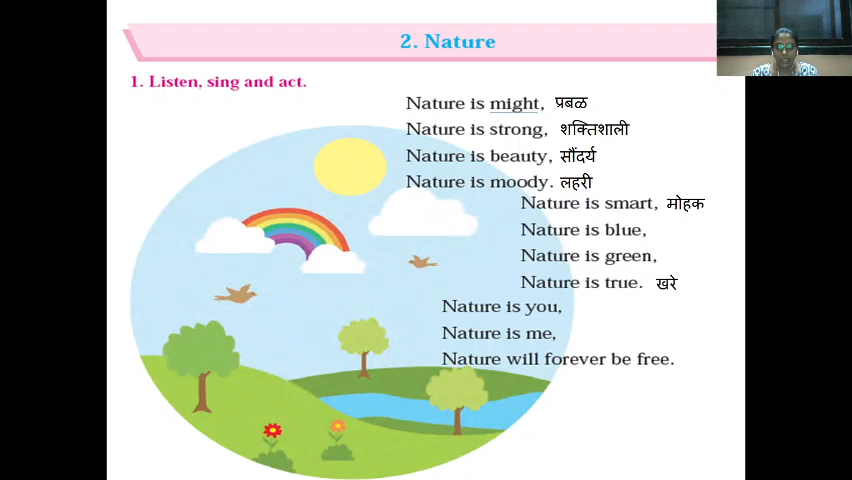 2. Nature
1. Listen, sing and act.
Nature is might, प्रबळ
Nature is strong, शक्तिशाली
Nature is beauty, सौंदर्य
Nature is moody. लहरी
Nature is smart, मोहक
Nature is blue,
Nature is green,
Nature is true. खरे
Nature is you,
Nature is me,
Nature will forever be free.